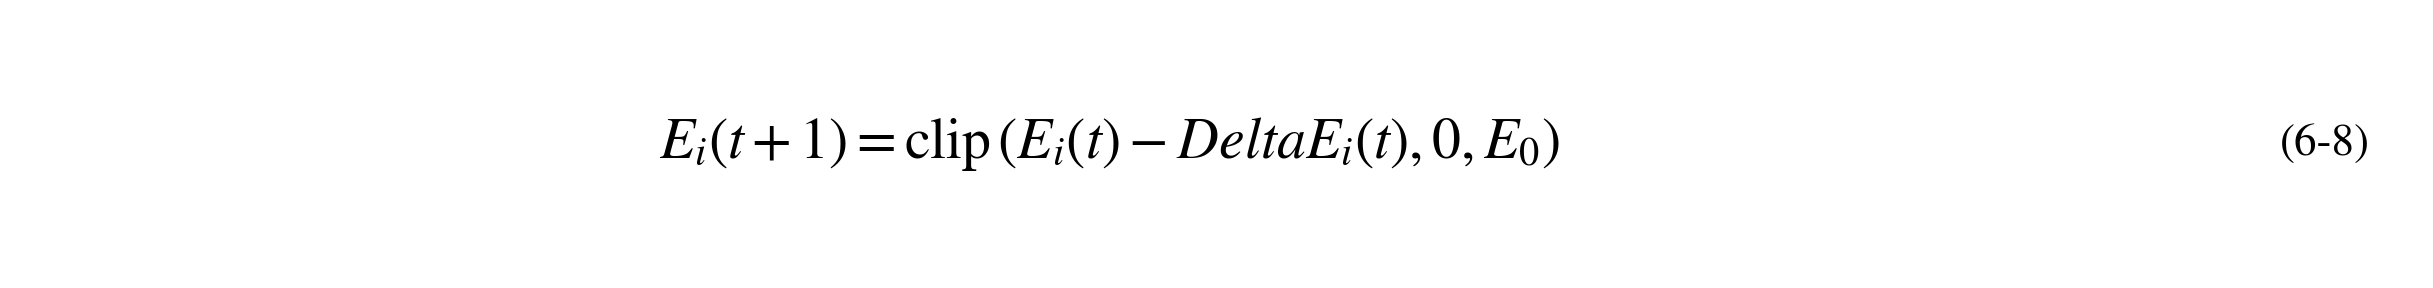 E_i(t + 1) = clip (E_i(t) − DeltaE_i(t), 0, E_0) (6-8)